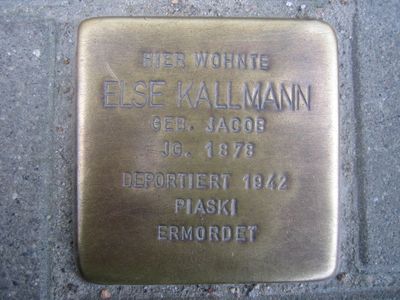 HIER WOHNTE
ELSE KALLMANN
GEB. JACOB
JG. 1878
DEPORTIERT 1942
PIASKI
ERMORDET